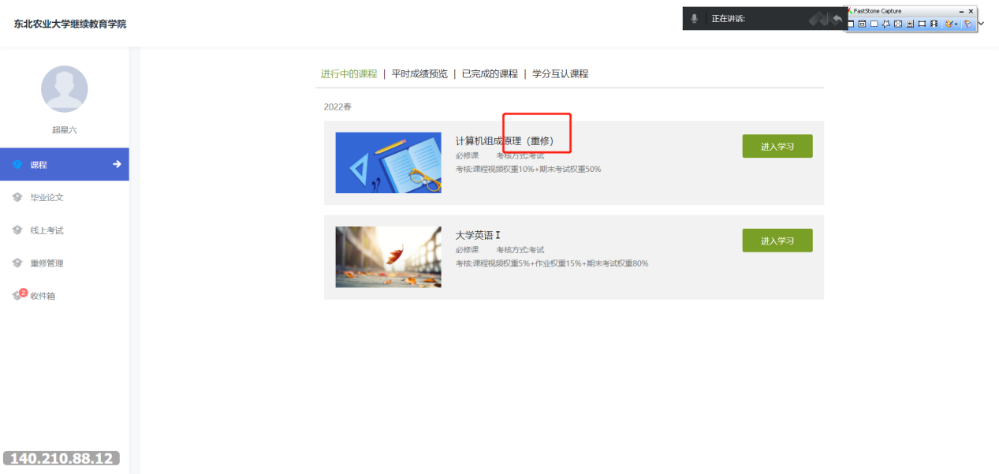 东北农业大学继续教育学院
正在讲话:
FastStone Capture
超星六
课程
毕业论文
线上考试
重修管理
2
收件箱
进行中的课程 | 平时成绩预览 | 已完成的课程 | 学分互认课程
2022春
计算机组成原理（重修）
必修课 考核方式:考试
考核:课程视频权重10%+期末考试权重50%
进入学习
大学英语 I
必修课 考核方式:考试
考核:课程视频权重5%+作业权重15%+期末考试权重80%
进入学习
140.210.88.12